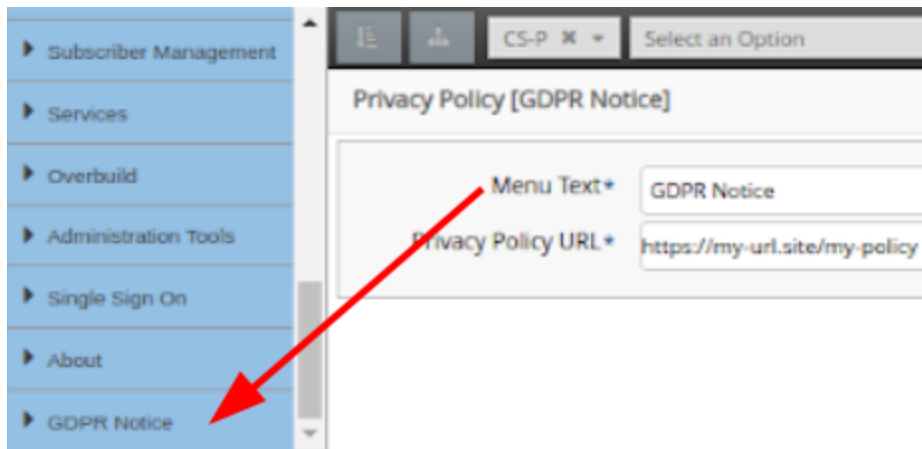 Subscriber Management
Services
Overbuild
Administration Tools
Single Sign On
About
GDPR Notice
CS-P
Select an Option
Privacy Policy [GDPR Notice]
Menu Text*
GDPR Notice
Privacy Policy URL*
https://my-url.site/my-policy